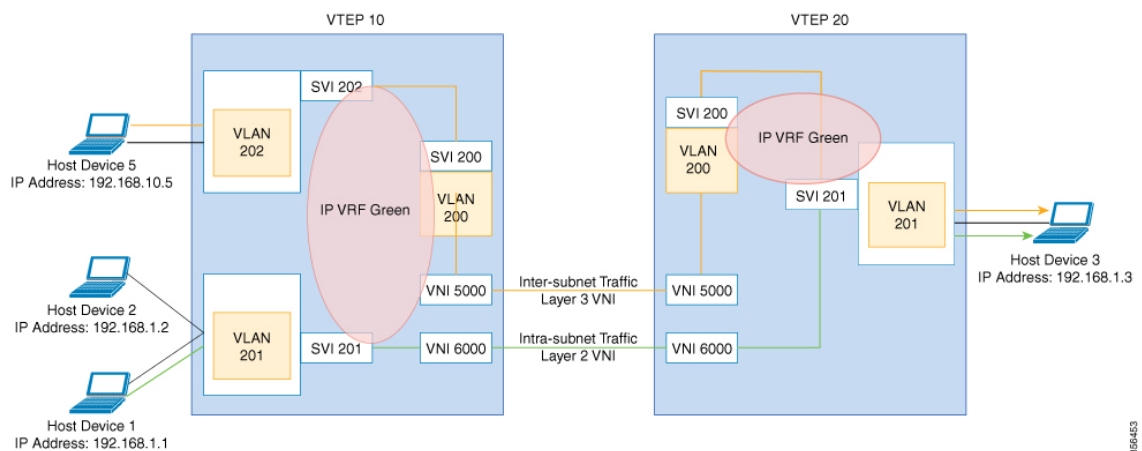 VTEP 10
VTEP 20
SVI 202
VLAN
202
Host Device 5
IP Address: 192.168.10.5
SVI 200
VLAN
200
IP VRF Green
Host Device 2
IP Address: 192.168.1.2
VLAN
201
SVI 201
Host Device 1
IP Address: 192.168.1.1
VNI 5000
VNI 6000
Inter-subnet Traffic
Layer 3 VNI
Intra-subnet Traffic
Layer 2 VNI
SVI 200
VLAN
200
IP VRF Green
SVI 201
VLAN
201
VNI 5000
VNI 6000
Host Device 3
IP Address: 192.168.1.3